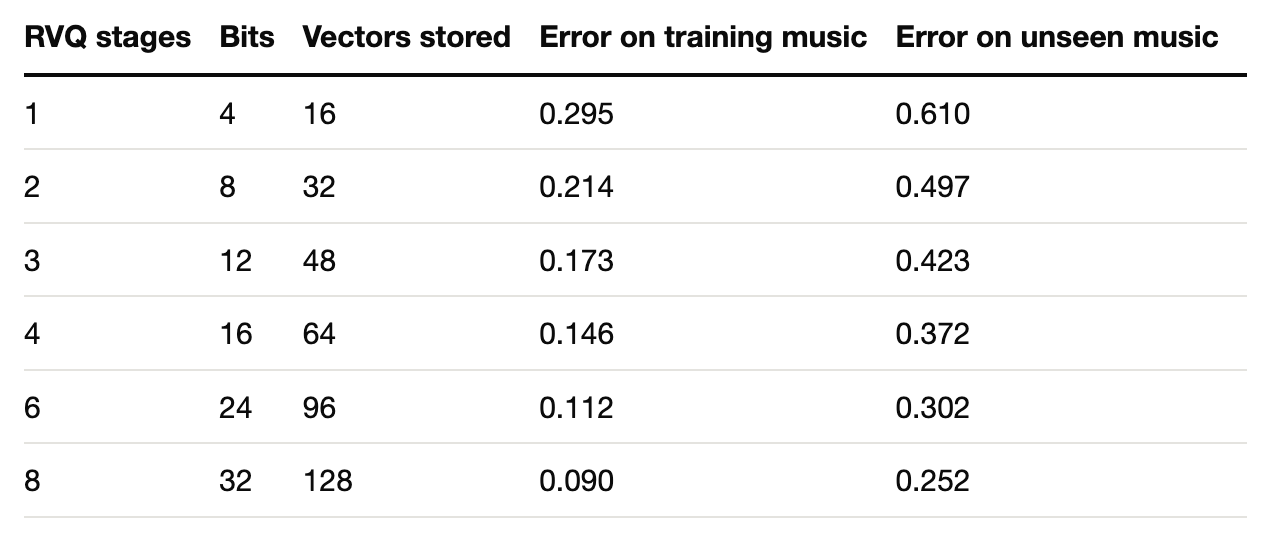 RVQ stages Bits Vectors stored Error on training music Error on unseen music
1 4 16 0.295 0.610
2 8 32 0.214 0.497
3 12 48 0.173 0.423
4 16 64 0.146 0.372
6 24 96 0.112 0.302
8 32 128 0.090 0.252